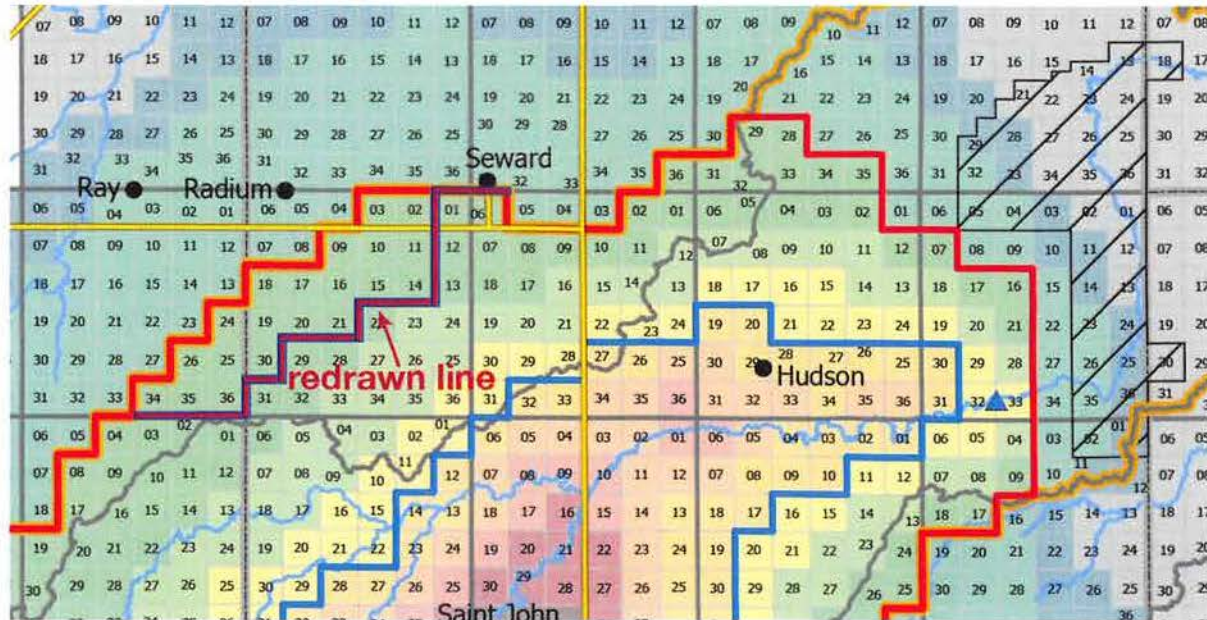 07 08 09 10 11 12 07 08 09 10 11 12 07 08 09 10 11 12 07 08 09 10 11 12 07 08 09 10 11 12 07 08
18 17 16 15 14 13 18 17 16 15 14 13 18 17 16 15 14 13 18 17 16 15 14 13 18 17 16 15 14 13 18 17
19 20 21 22 23 24 19 20 21 22 23 24 19 20 21 22 23 24 19 20 21 22 23 24 19 20 21 22 23 24 19 20
30 29 28 27 26 25 30 29 28 27 26 25 30 29 28 27 26 25 30 29 28 27 26 25 30 29 28 27 26 25 30 29
31 32 33 34 35 36 31 32 33 34 35 36 32 33 34 35 36 31 32 33 34 35 36 31 32 33 34 35 36 31 32
Seward
Ray Radium
06 05 04 03 02 01 06 05 04 03 02 01 06 05 04 03 02 01 06 05 04 03 02 01 06 05 04 03 02 01 06 05
07 08 09 10 11 12 07 08 09 10 11 12 07 08 09 10 11 12 07 08 09 10 11 12 07 08 09 10 11 12 07 08
18 17 16 15 14 13 18 17 16 15 14 13 18 17 16 15 14 13 18 17 16 15 14 13 18 17 16 15 14 13 18 17
19 20 21 22 23 24 19 20 21 22 23 24 19 20 21 22 23 24 19 20 21 22 23 24 19 20 21 22 23 24 19 20
30 29 28 27 26 25 30 29 28 27 26 25 30 29 28 27 26 25 30 29 28 27 26 25 30 29 28 27 26 25 30 29
redrawn line
Hudson
31 32 33 34 35 36 31 32 33 34 35 36 31 32 33 34 35 36 31 32 33 34 35 36 31 32 33 34 35 36 31 32
06 05 04 03 02 01 06 05 04 03 02 01 06 05 04 03 02 01 06 05 04 03 02 01 06 05 04 03 02 01 06 05
07 08 09 10 11 12 07 08 09 10 11 12 07 08 09 10 11 12 07 08 09 10 11 12 07 08 09 10 11 12 07 08
18 17 16 15 14 13 18 17 16 15 14 13 18 17 16 15 14 13 18 17 16 15 14 13 18 17 16 15 14 13 18 17
19 20 21 22 23 24 19 20 21 22 23 24 19 20 21 22 23 24 19 20 21 22 23 24 19 20 21 22 23 24 19 20
30 29 28 27 26 25 30 29 28 27 26 25 30 29 28 27 26 25 30 29 28 27 26 25 30 29 28 27 26 25 30 29
Saint John
36